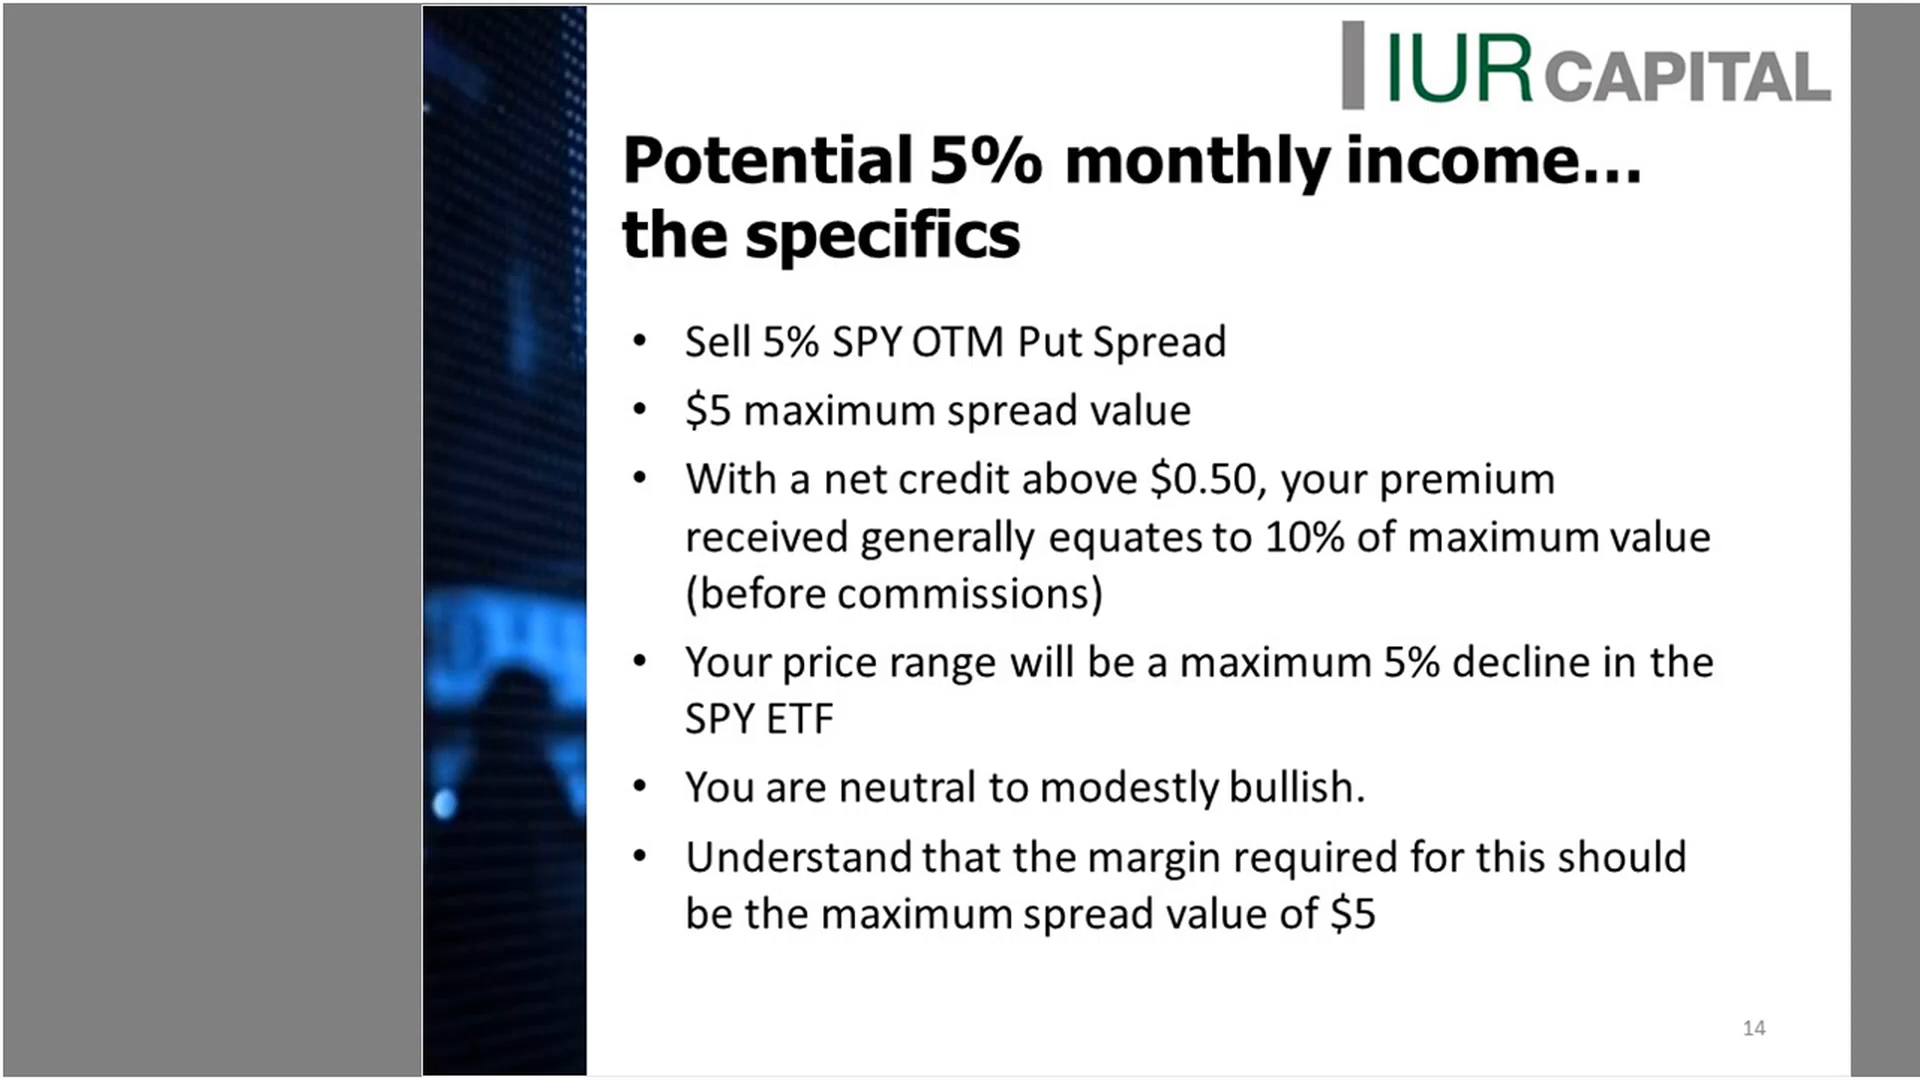 IUR CAPITAL
Potential 5% monthly income...
the specifics
• Sell 5% SPY OTM Put Spread
• $5 maximum spread value
• With a net credit above $0.50, your premium
received generally equates to 10% of maximum value
(before commissions)
• Your price range will be a maximum 5% decline in the
SPY ETF
• You are neutral to modestly bullish.
• Understand that the margin required for this should
be the maximum spread value of $5
14